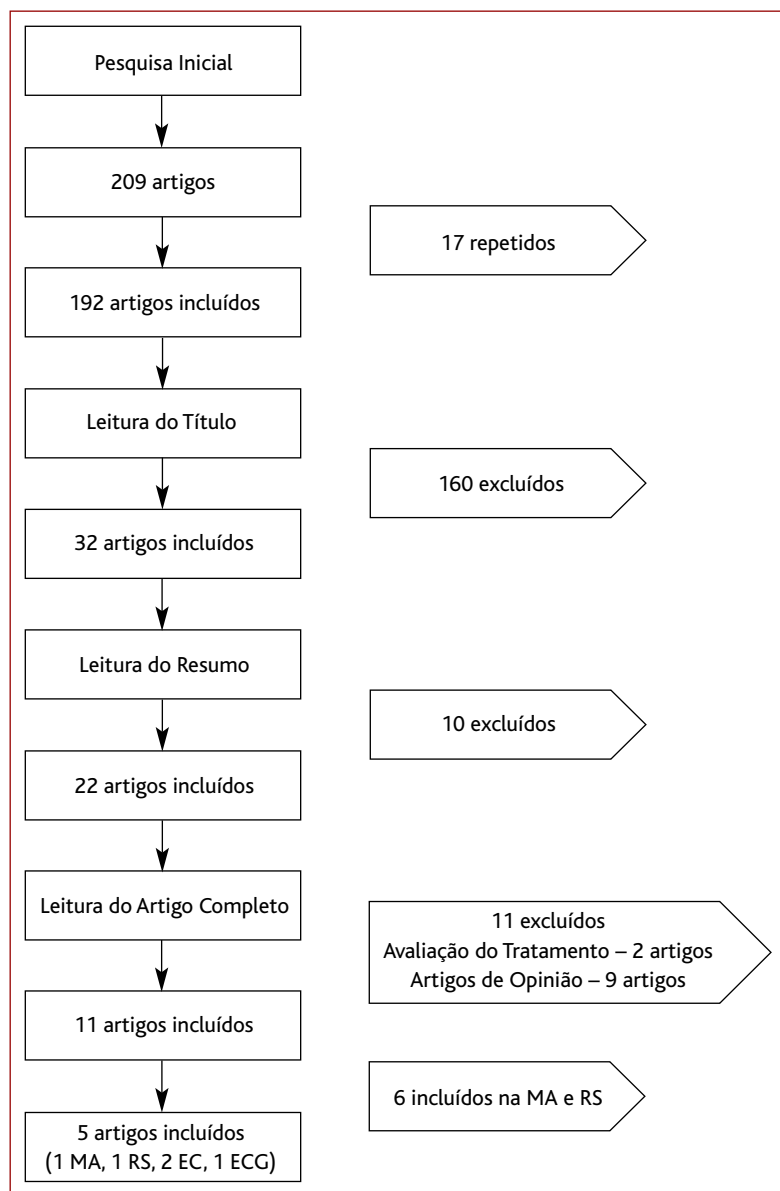 Pesquisa Inicial
209 artigos
17 repetidos
192 artigos incluídos
Leitura do Título
160 excluídos
32 artigos incluídos
Leitura do Resumo
10 excluídos
22 artigos incluídos
Leitura do Artigo Completo
11 excluídos
Avaliação do Tratamento – 2 artigos
Artigos de Opinião – 9 artigos
11 artigos incluídos
6 incluídos na MA e RS
5 artigos incluídos
(1 MA, 1 RS, 2 EC, 1 ECG)